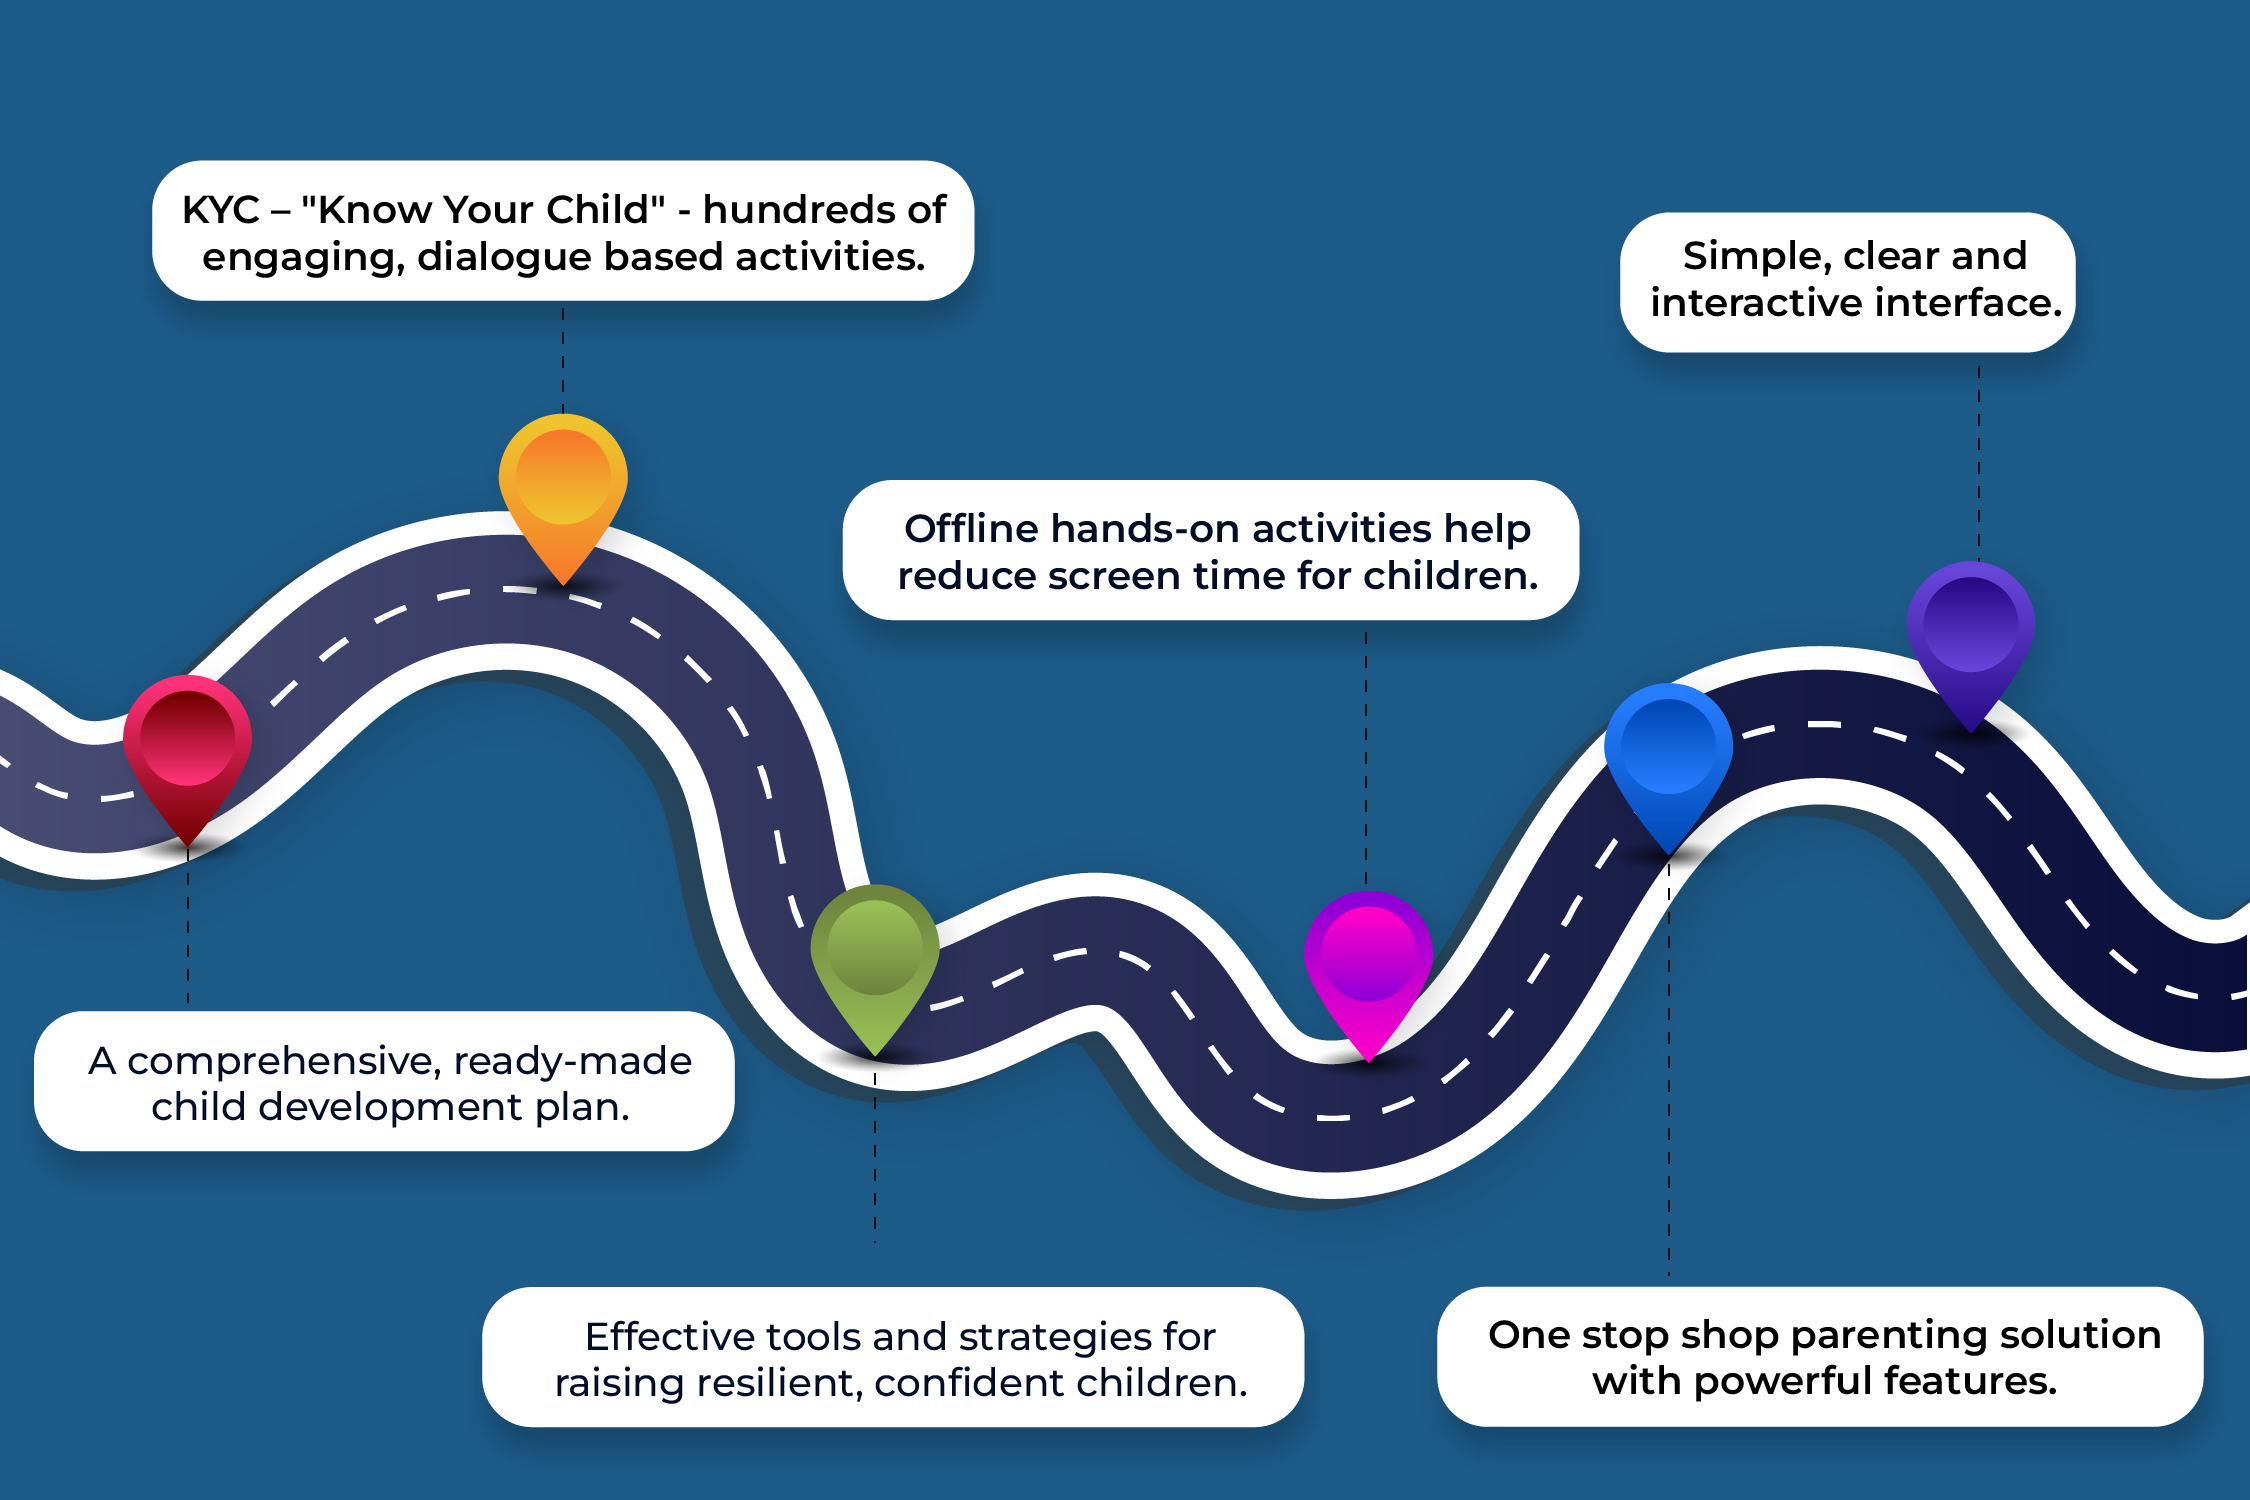 KYC – "Know Your Child" - hundreds of
engaging, dialogue based activities.
Simple, clear and
interactive interface.
Offline hands-on activities help
reduce screen time for children.
A comprehensive, ready-made
child development plan.
Effective tools and strategies for
raising resilient, confident children.
One stop shop parenting solution
with powerful features.